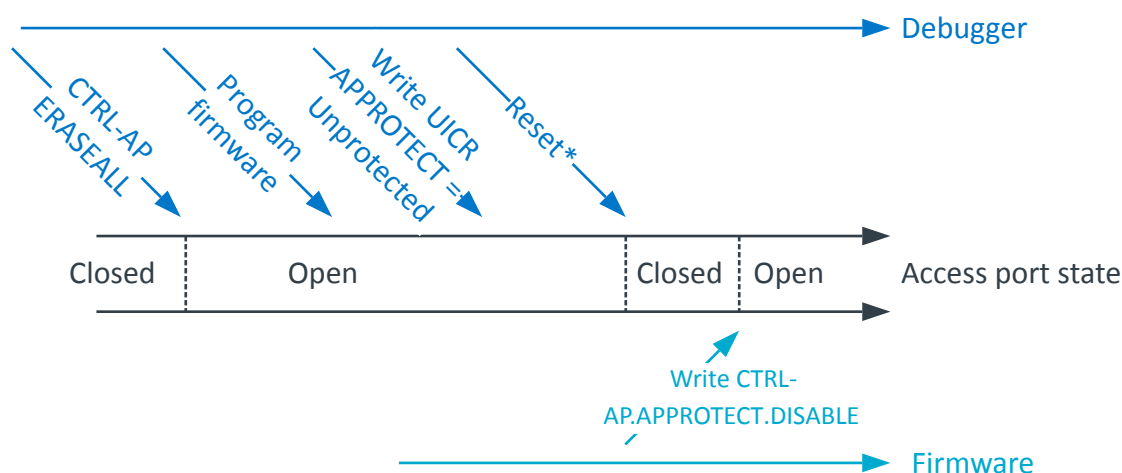 Debugger
CTRL-AP
ERASEALL
Program
firmware
Write UICR
APPROTECT =
Unprotected
Reset*
Closed
Open
Closed
Open
Access port state
Write CTRL-
AP.APPROTECT.DISABLE
Firmware